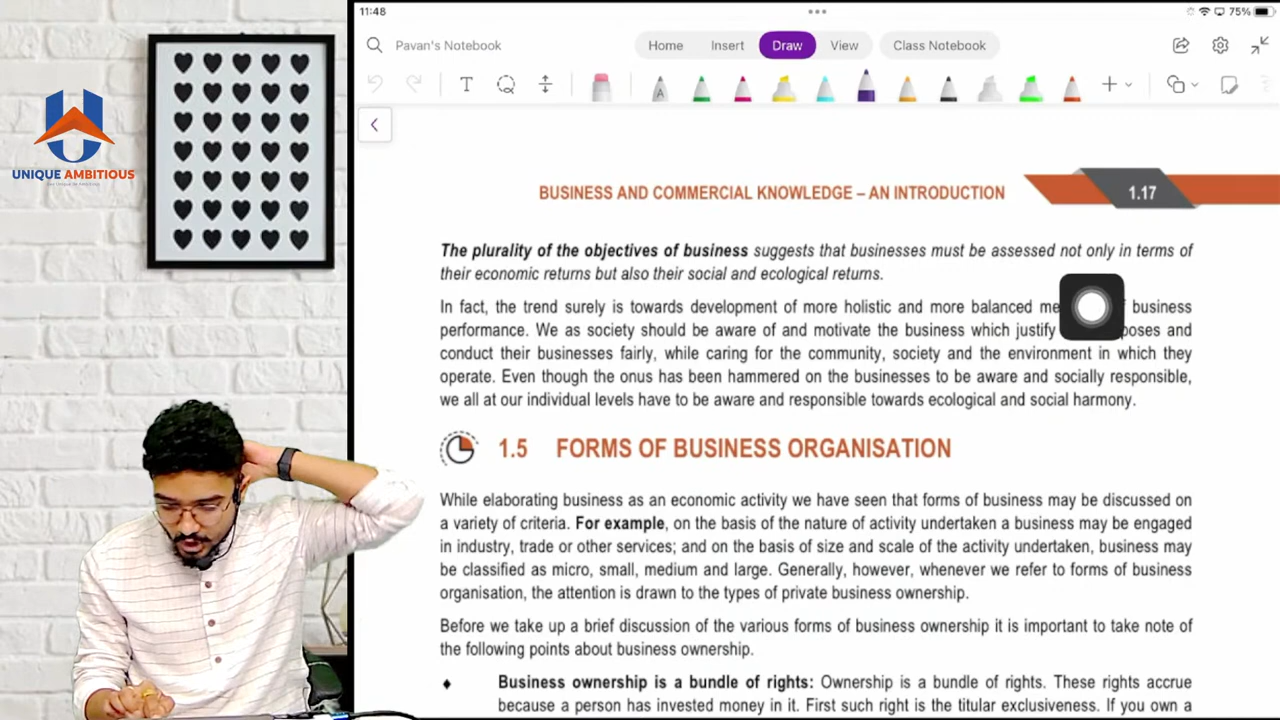 11:48
75%
Pavan's Notebook
Home
Insert
Draw
View
Class Notebook
T
A
UNIQUE AMBITIOUS
BUSINESS AND COMMERCIAL KNOWLEDGE – AN INTRODUCTION
1.17
The plurality of the objectives of business suggests that businesses must be assessed not only in terms of
their economic returns but also their social and ecological returns.
In fact, the trend surely is towards development of more holistic and more balanced business
performance. We as society should be aware of and motivate the business which justify and
conduct their businesses fairly, while caring for the community, society and the environment in which they
operate. Even though the onus has been hammered on the businesses to be aware and socially responsible,
we all at our individual levels have to be aware and responsible towards ecological and social harmony.
1.5 FORMS OF BUSINESS ORGANISATION
While elaborating business as an economic activity we have seen that forms of business may be discussed on
a variety of criteria. For example, on the basis of the nature of activity undertaken a business may be engaged
in industry, trade or other services; and on the basis of size and scale of the activity undertaken, business may
be classified as micro, small, medium and large. Generally, however, whenever we refer to forms of business
organisation, the attention is drawn to the types of private business ownership.
Before we take up a brief discussion of the various forms of business ownership it is important to take note of
the following points about business ownership.
♦ Business ownership is a bundle of rights: Ownership is a bundle of rights. These rights accrue
because a person has invested money in it. First such right is the titular exclusiveness. If you own a